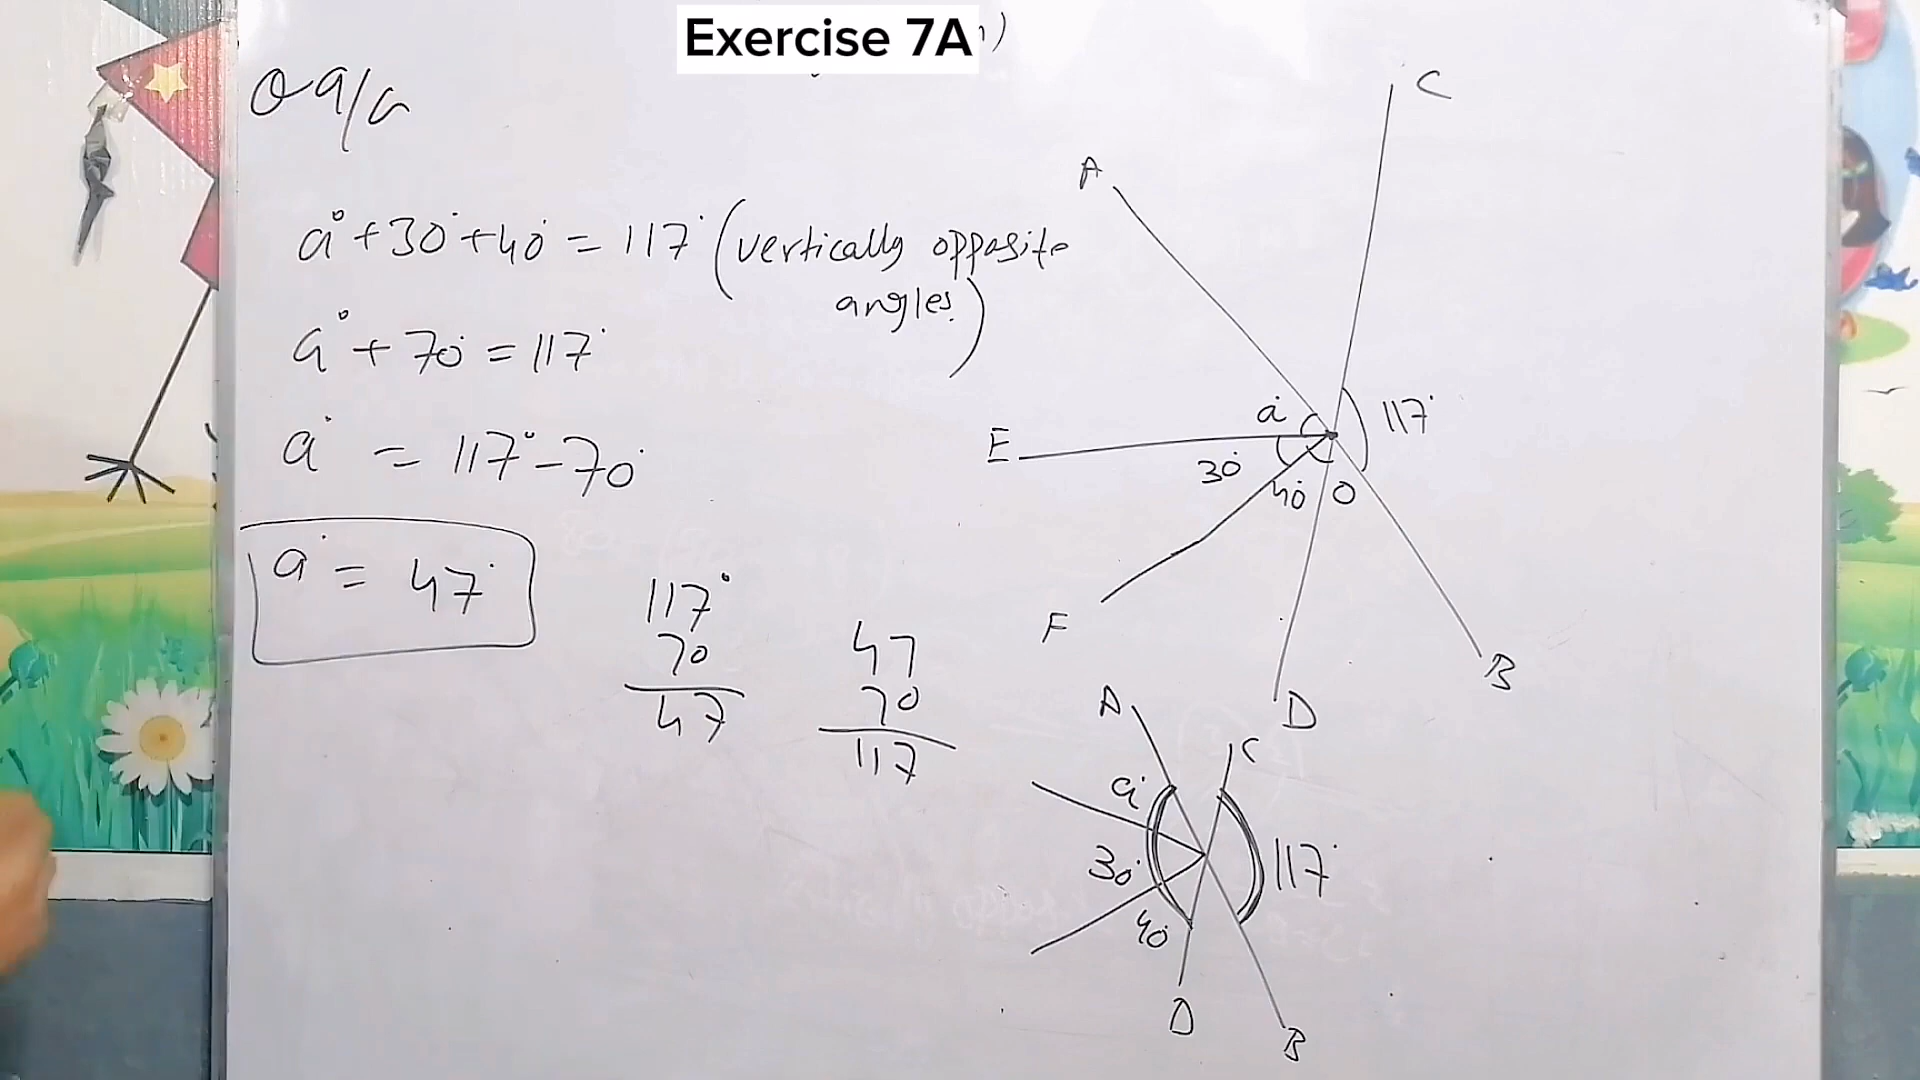 Exercise 7A
Q 9/a
a° + 30° + 40° = 117° (vertically opposite
angles.)
a° + 70° = 117°
a° = 117° - 70°
a° = 47°
117°
70
47
47
70
117
C
A
a°
117°
E
30°
40°
O
F
B
D
A
C
a°
30°
117°
40°
D
B